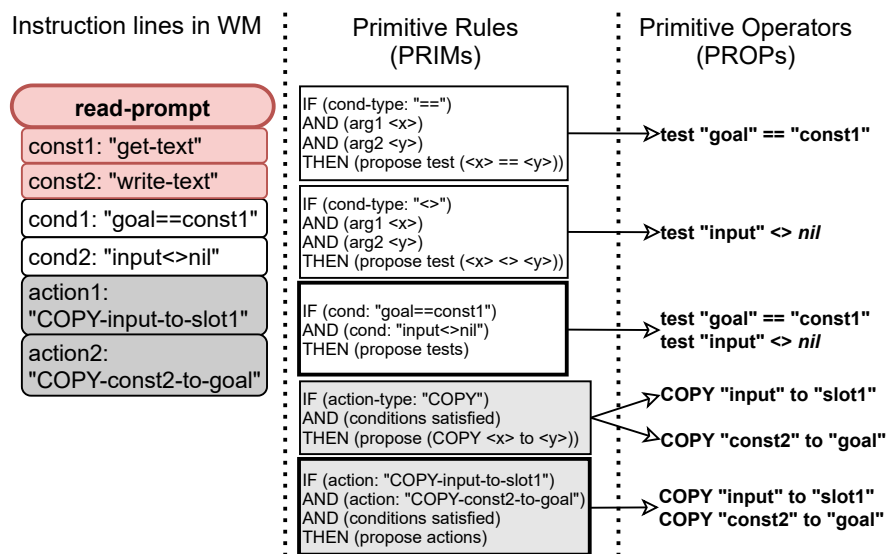 Instruction lines in WM
Primitive Rules
(PRIMs)
Primitive Operators
(PROPs)
read-prompt
const1: "get-text"
const2: "write-text"
cond1: "goal==const1"
cond2: "input<>nil"
action1:
"COPY-input-to-slot1"
action2:
"COPY-const2-to-goal"
IF (cond-type: "==")
AND (arg1 <x>)
AND (arg2 <y>)
THEN (propose test (<x> == <y>))
IF (cond-type: "<>")
AND (arg1 <x>)
AND (arg2 <y>)
THEN (propose test (<x> <> <y>))
IF (cond: "goal==const1")
AND (cond: "input<>nil")
THEN (propose tests)
IF (action-type: "COPY")
AND (conditions satisfied)
THEN (propose (COPY <x> to <y>))
IF (action: "COPY-input-to-slot1")
AND (action: "COPY-const2-to-goal")
AND (conditions satisfied)
THEN (propose actions)
test "goal" == "const1"
test "input" <> nil
test "goal" == "const1"
test "input" <> nil
COPY "input" to "slot1"
COPY "const2" to "goal"
COPY "input" to "slot1"
COPY "const2" to "goal"